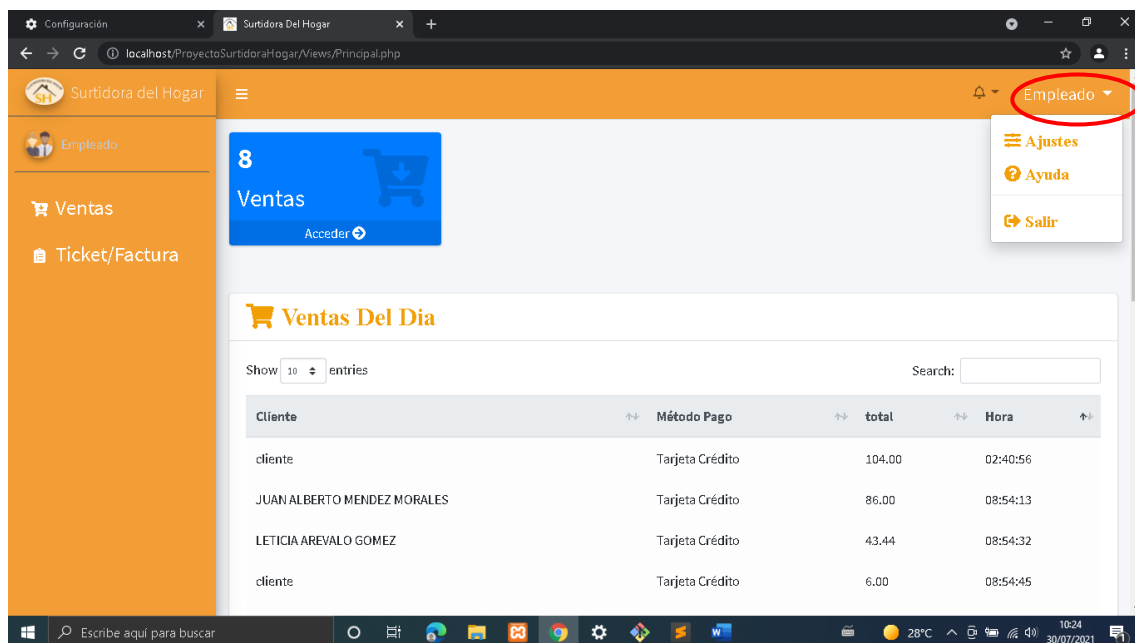 Configuración
Surtidora Del Hogar
localhost/ProyectoSurtidoraHogar/Views/Principal.php
SH
Surtidora del Hogar
Empleado
Empleado
Ajustes
Ayuda
Salir
Ventas
Ticket/Factura
8
Ventas
Acceder
Ventas Del Dia
Show 10 entries
Search:
Cliente Método Pago total Hora
cliente Tarjeta Crédito 104.00 02:40:56
JUAN ALBERTO MENDEZ MORALES Tarjeta Crédito 86.00 08:54:13
LETICIA AREVALO GOMEZ Tarjeta Crédito 43.44 08:54:32
cliente Tarjeta Crédito 6.00 08:54:45
Escribe aquí para buscar
28°C
10:24
30/07/2021